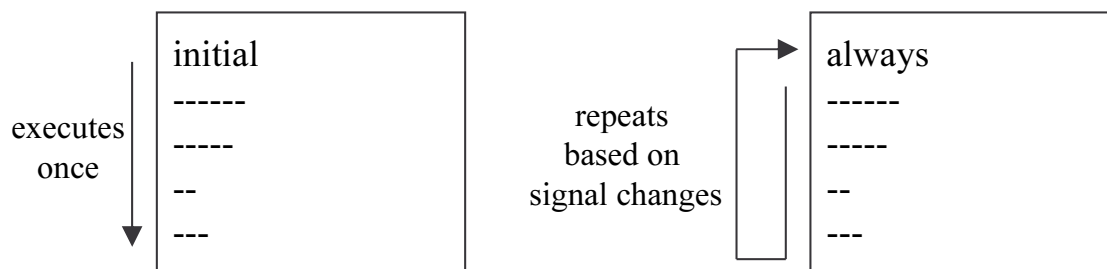 initial
------
-----
--
---
executes
once
always
------
-----
--
---
repeats
based on
signal changes